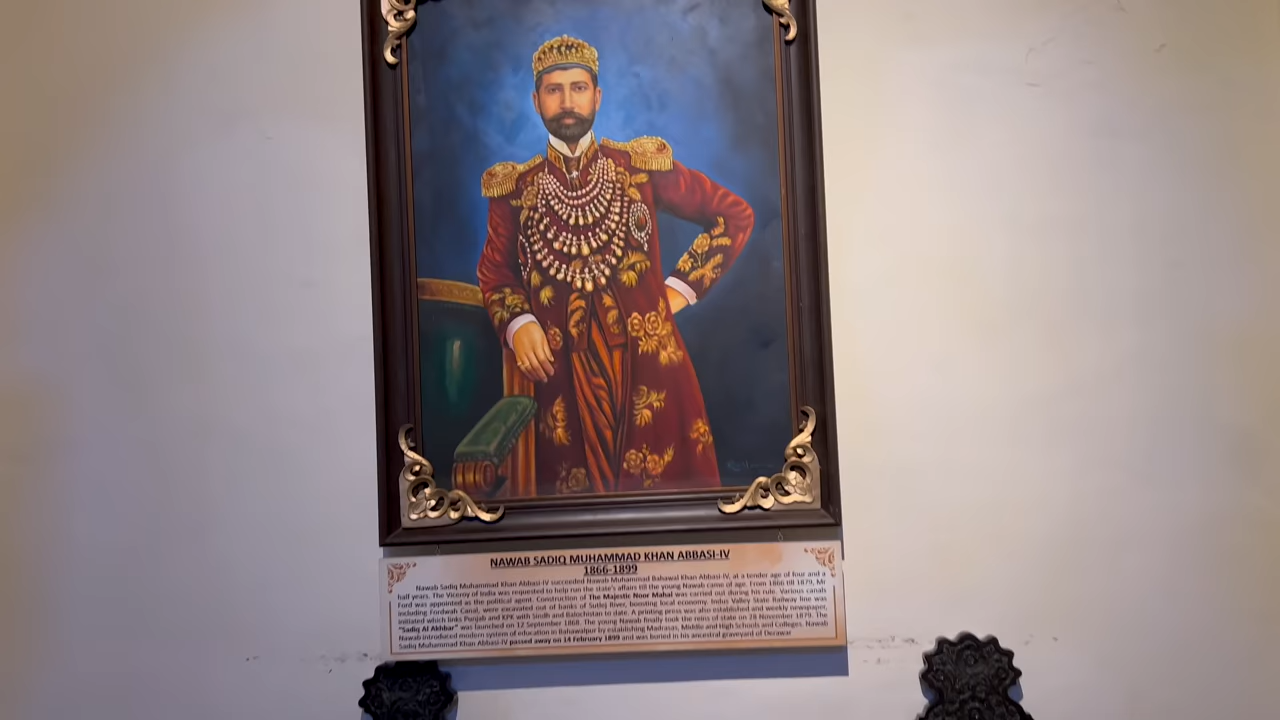 NAWAB SADIQ MUHAMMAD KHAN ABBASI-IV
1866-1899
Nawab Sadiq Muhammad Khan Abbasi-IV succeeded Nawab Muhammad Bahawal Khan Abbasi-IV, at a tender age of four and a
half years. The Viceroy of India was requested to help run the state's affairs till the young Nawab came of age. From 1866 till 1879, Mr
Ford was appointed as the political agent. Construction of The Majestic Noor Mahal was carried out during his rule. Various canals
including Fordwah Canal, were excavated out of banks of Sutlej River, boosting local economy. Indus Valley State Railway line was
initiated which links Punjab and KPK with Sindh and Balochistan to date. A printing press was also established and weekly newspaper,
"Sadiq Al Akhbar" was launched on 12 September 1868. The young Nawab finally took the reins of state on 28 November 1879. The
Nawab introduced modern system of education in Bahawalpur by establishing Madrasas, Middle and High Schools and Colleges. Nawab
Sadiq Muhammad Khan Abbasi-IV passed away on 14 February 1899 and was buried in his ancestral graveyard of Derawar